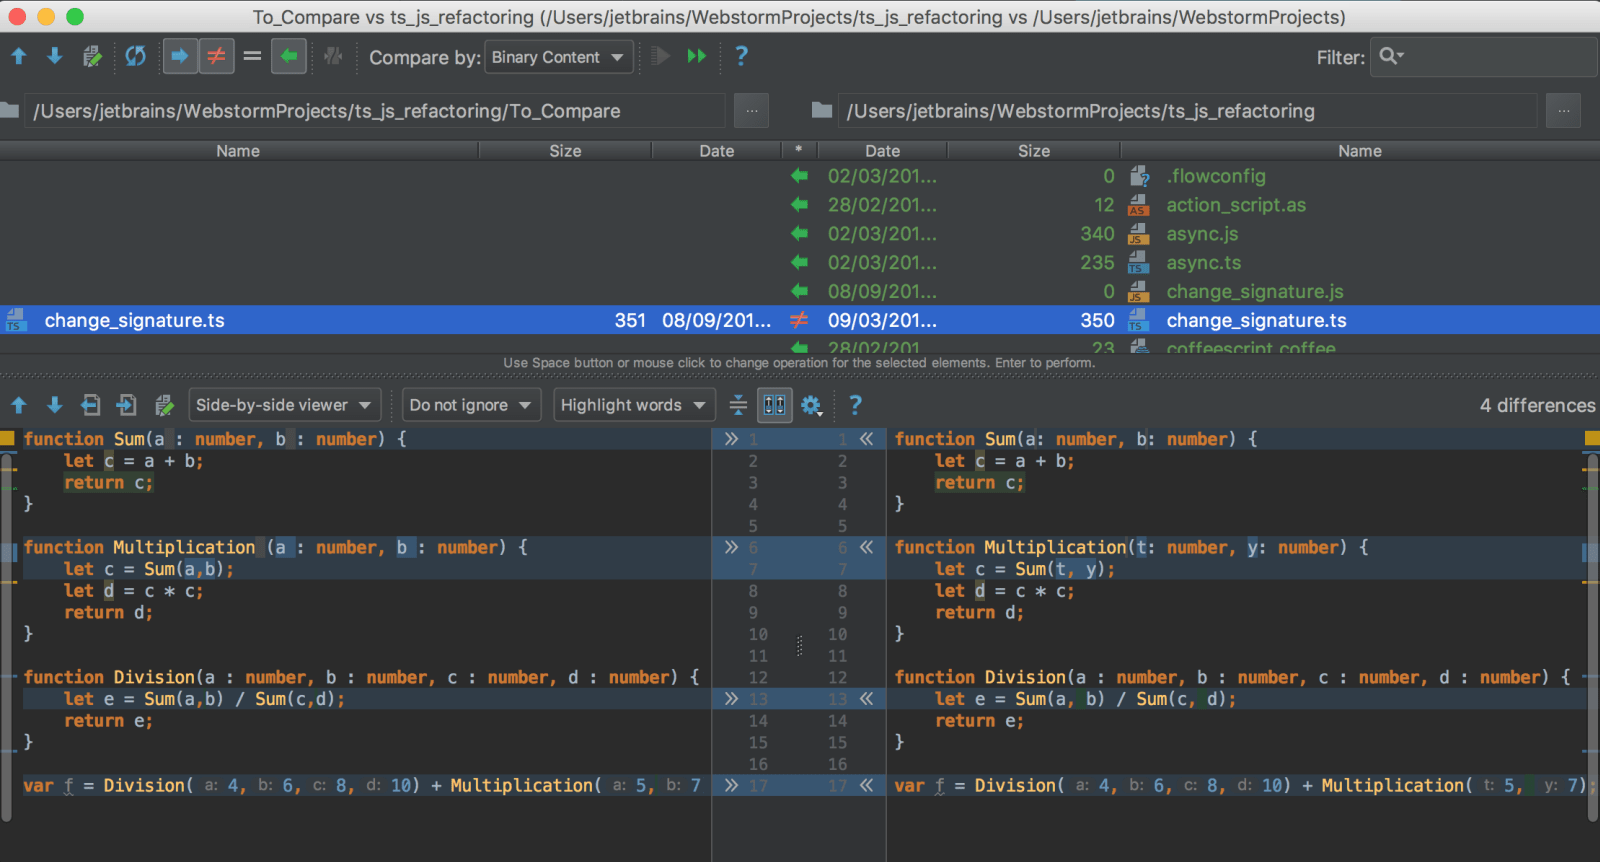 To_Compare vs ts_js_refactoring (/Users/jetbrains/WebstormProjects/ts_js_refactoring vs /Users/jetbrains/WebstormProjects)
Compare by: Binary Content ? Filter:
/Users/jetbrains/WebstormProjects/ts_js_refactoring/To_Compare ... /Users/jetbrains/WebstormProjects/ts_js_refactoring ...
Name Size Date * Date Size Name
02/03/201... 0 .flowconfig
28/02/201... 12 AS action_script.as
02/03/201... 340 JS async.js
02/03/201... 235 TS async.ts
08/09/201... 0 JS change_signature.js
TS change_signature.ts 351 08/09/201... ≠ 09/03/201... 350 TS change_signature.ts
28/02/201 23 coffeescript.coffee
Use Space button or mouse click to change operation for the selected elements. Enter to perform.
Side-by-side viewer Do not ignore Highlight words ? 4 differences
function Sum(a : number, b : number) { » 1 1 « function Sum(a: number, b: number) {
let c = a + b; 2 2 let c = a + b;
return c; 3 3 return c;
} 4 4 }
5 5
function Multiplication (a : number, b : number) { » 6 6 « function Multiplication(t: number, y: number) {
let c = Sum(a,b); 7 7 let c = Sum(t, y);
let d = c * c; 8 8 let d = c * c;
return d; 9 9 return d;
} 10 10 }
11 11
function Division(a : number, b : number, c : number, d : number) { 12 12 function Division(a : number, b : number, c : number, d : number) {
let e = Sum(a,b) / Sum(c,d); » 13 13 « let e = Sum(a, b) / Sum(c, d);
return e; 14 14 return e;
} 15 15 }
16 16
var f = Division( a: 4, b: 6, c: 8, d: 10) + Multiplication( a: 5, b: 7 » 17 17 « var f = Division( a: 4, b: 6, c: 8, d: 10) + Multiplication( t: 5, y: 7);